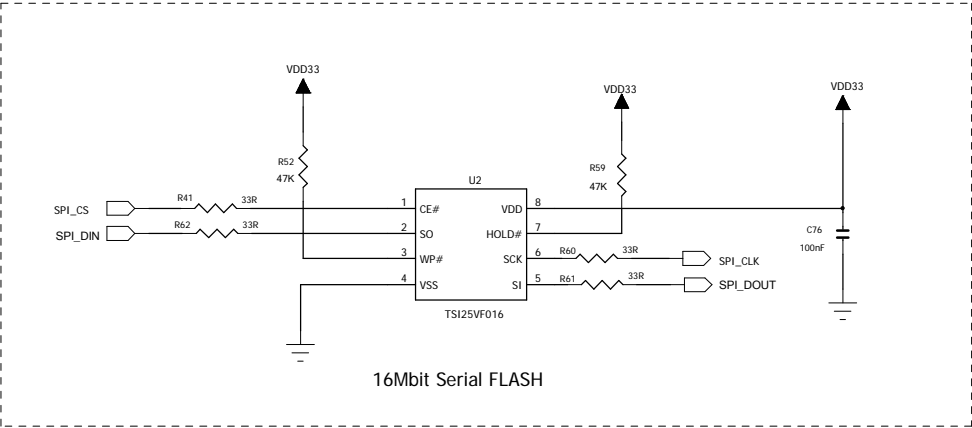 VDD33
VDD33
VDD33
R52
47K
R59
47K
U2
SPI_CS
R41
33R
1
CE#
VDD
8
SPI_DIN
R62
33R
2
SO
HOLD#
7
C76
100nF
3
WP#
SCK
6
R60
33R
SPI_CLK
4
VSS
SI
5
R61
33R
SPI_DOUT
TSI25VF016
16Mbit Serial FLASH